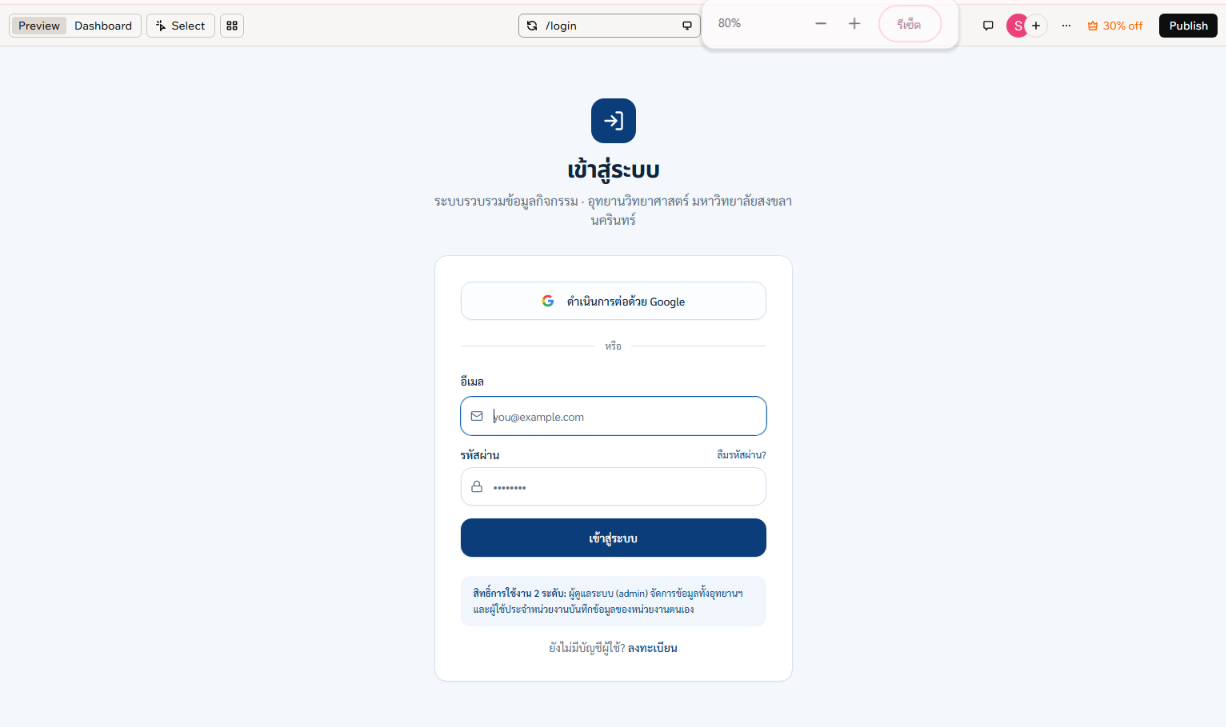 Preview Dashboard Select /login 80% รีเซ็ต S 30% off Publish
เข้าสู่ระบบ
ระบบรวบรวมข้อมูลกิจกรรม · อุทยานวิทยาศาสตร์ มหาวิทยาลัยสงขลา
นครินทร์
ดำเนินการต่อด้วย Google
หรือ
อีเมล
you@example.com
รหัสผ่าน ลืมรหัสผ่าน?
••••••••
เข้าสู่ระบบ
สิทธิ์การใช้งาน 2 ระดับ: ผู้ดูแลระบบ (admin) จัดการข้อมูลทั้งอุทยานฯ
และผู้ใช้ประจำหน่วยงานบันทึกข้อมูลของหน่วยงานตนเอง
ยังไม่มีบัญชีผู้ใช้? ลงทะเบียน